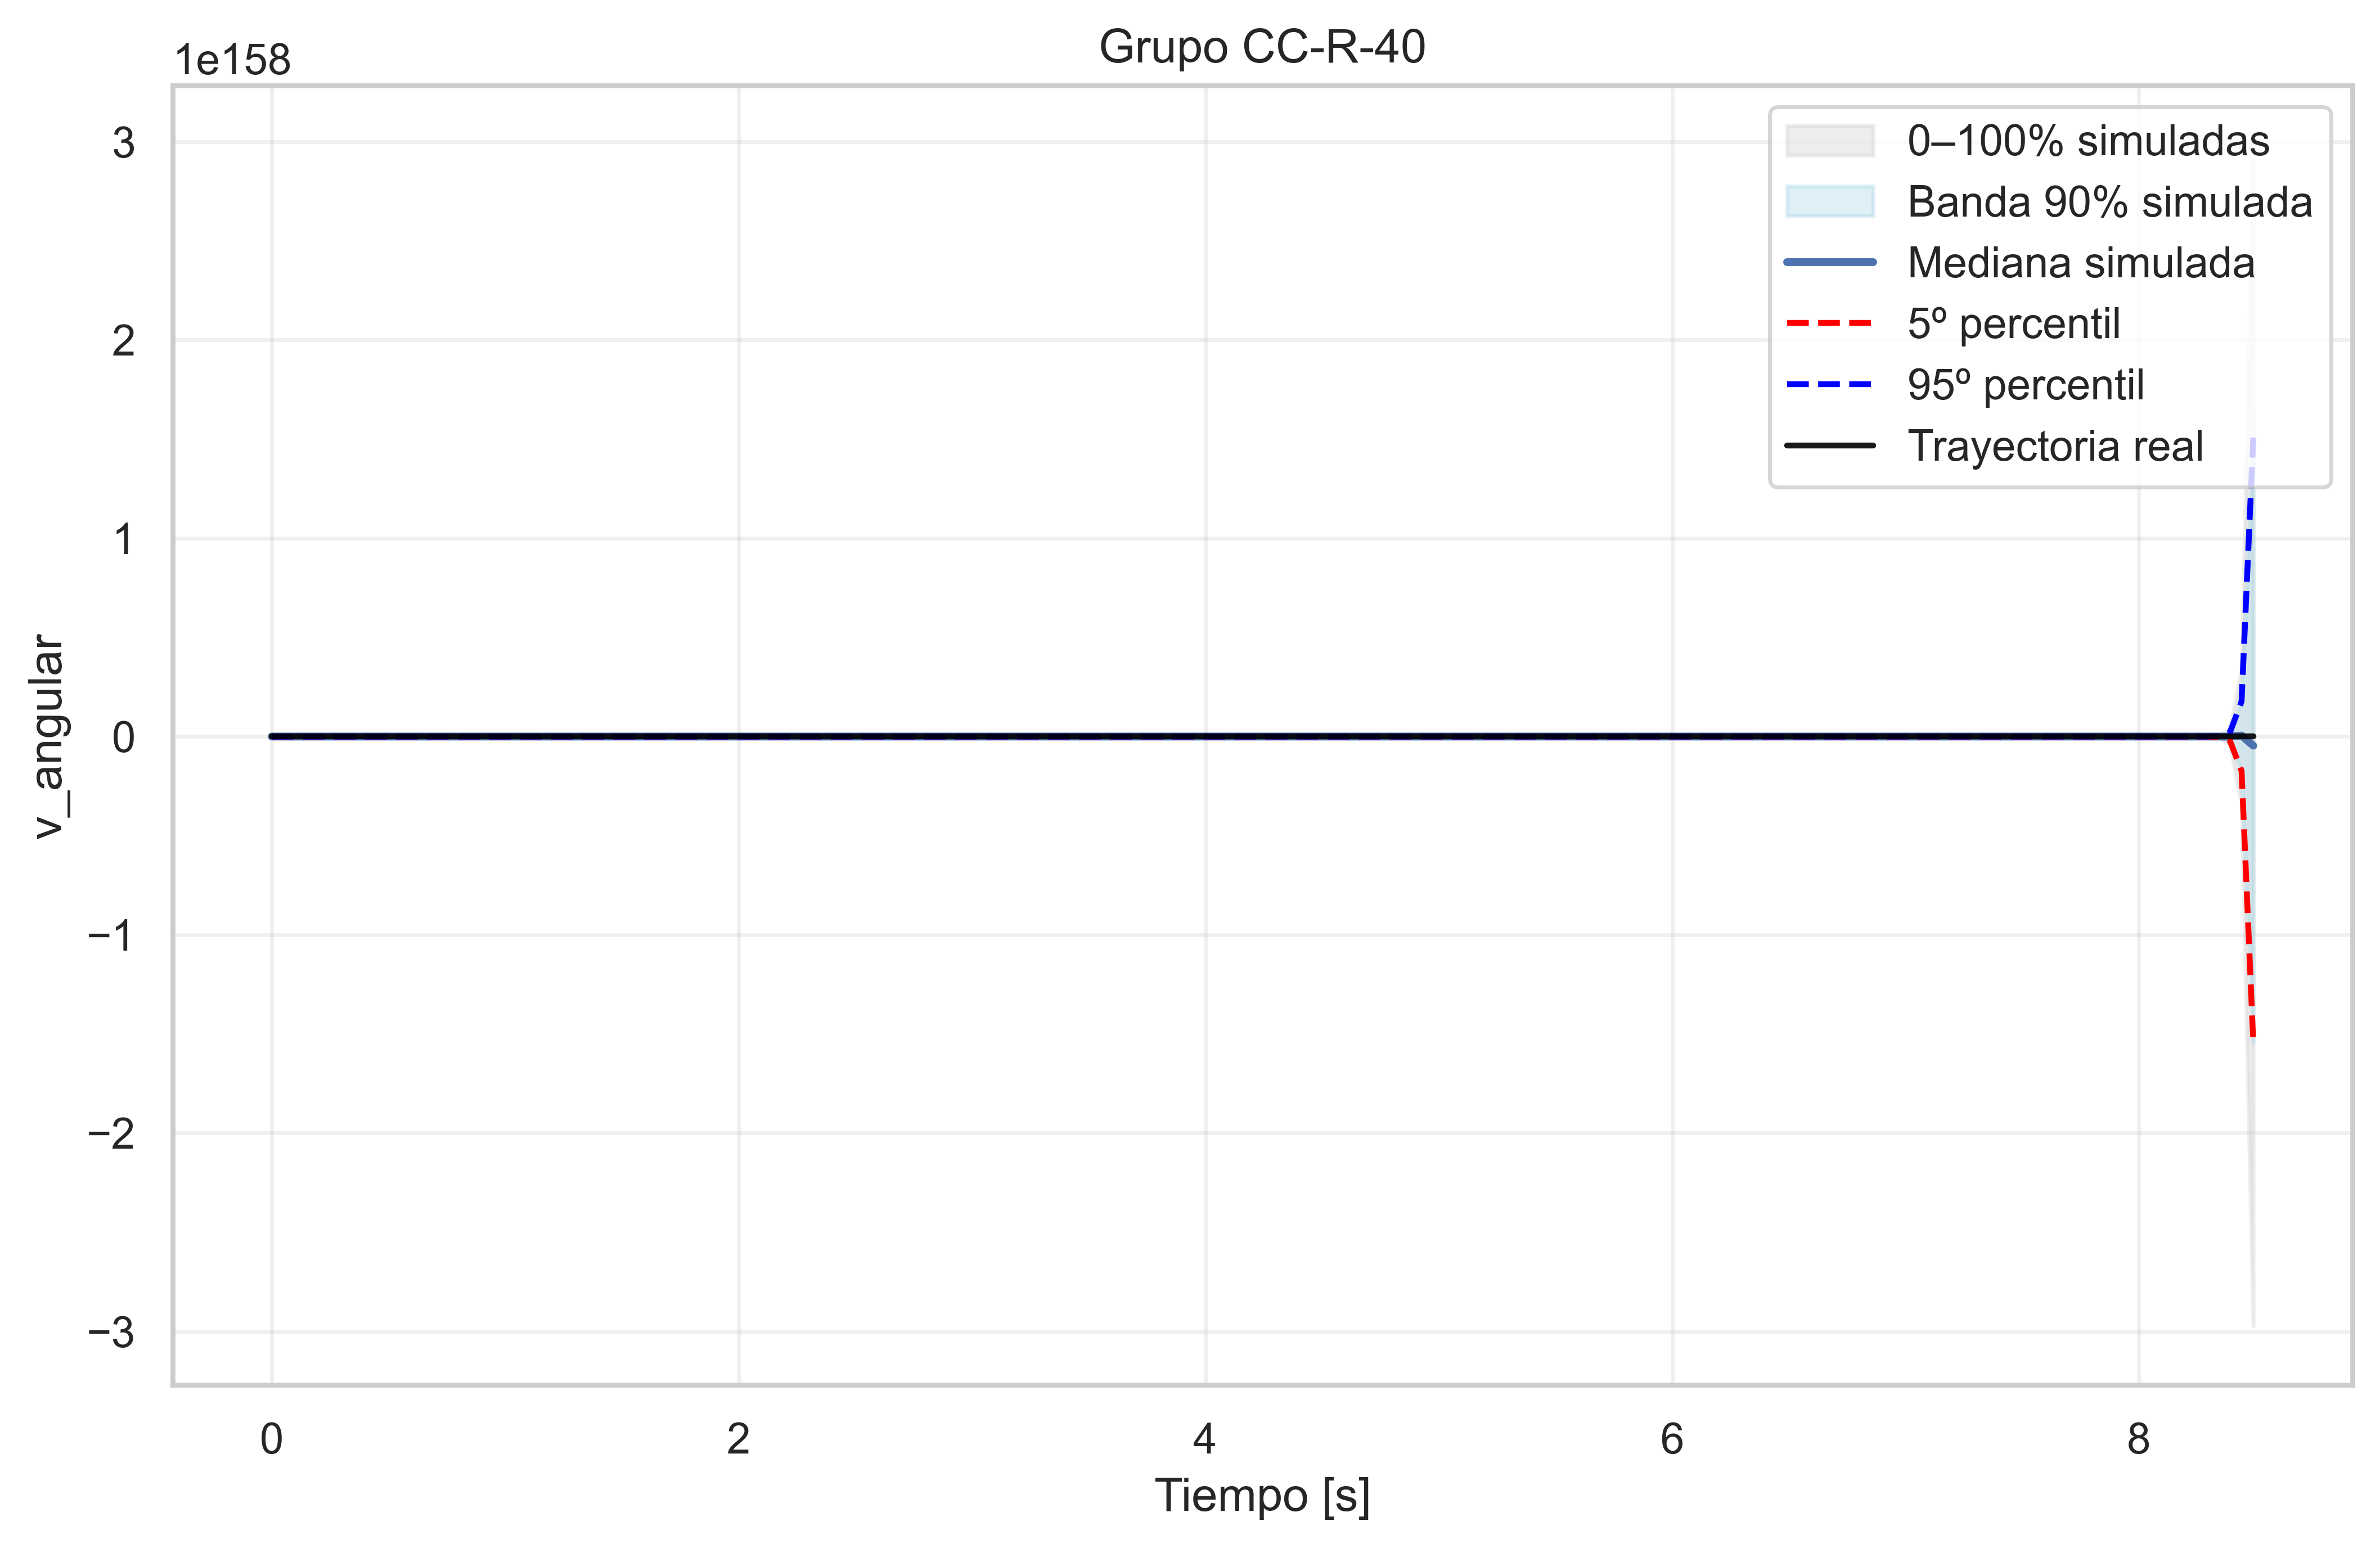 Grupo CC-R-40
1e158
3
2
1
0
−1
−2
−3
v_angular
0–100% simuladas
Banda 90% simulada
Mediana simulada
5º percentil
95º percentil
Trayectoria real
0 2 4 6 8
Tiempo [s]